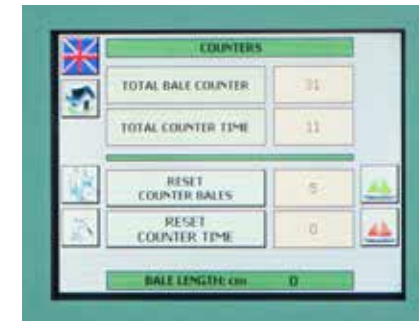 COUNTERS
TOTAL BALE COUNTER 31
TOTAL COUNTER TIME 11
RESET
COUNTER BALES 5
RESET
COUNTER TIME 0
BALE LENGTH: cm 0